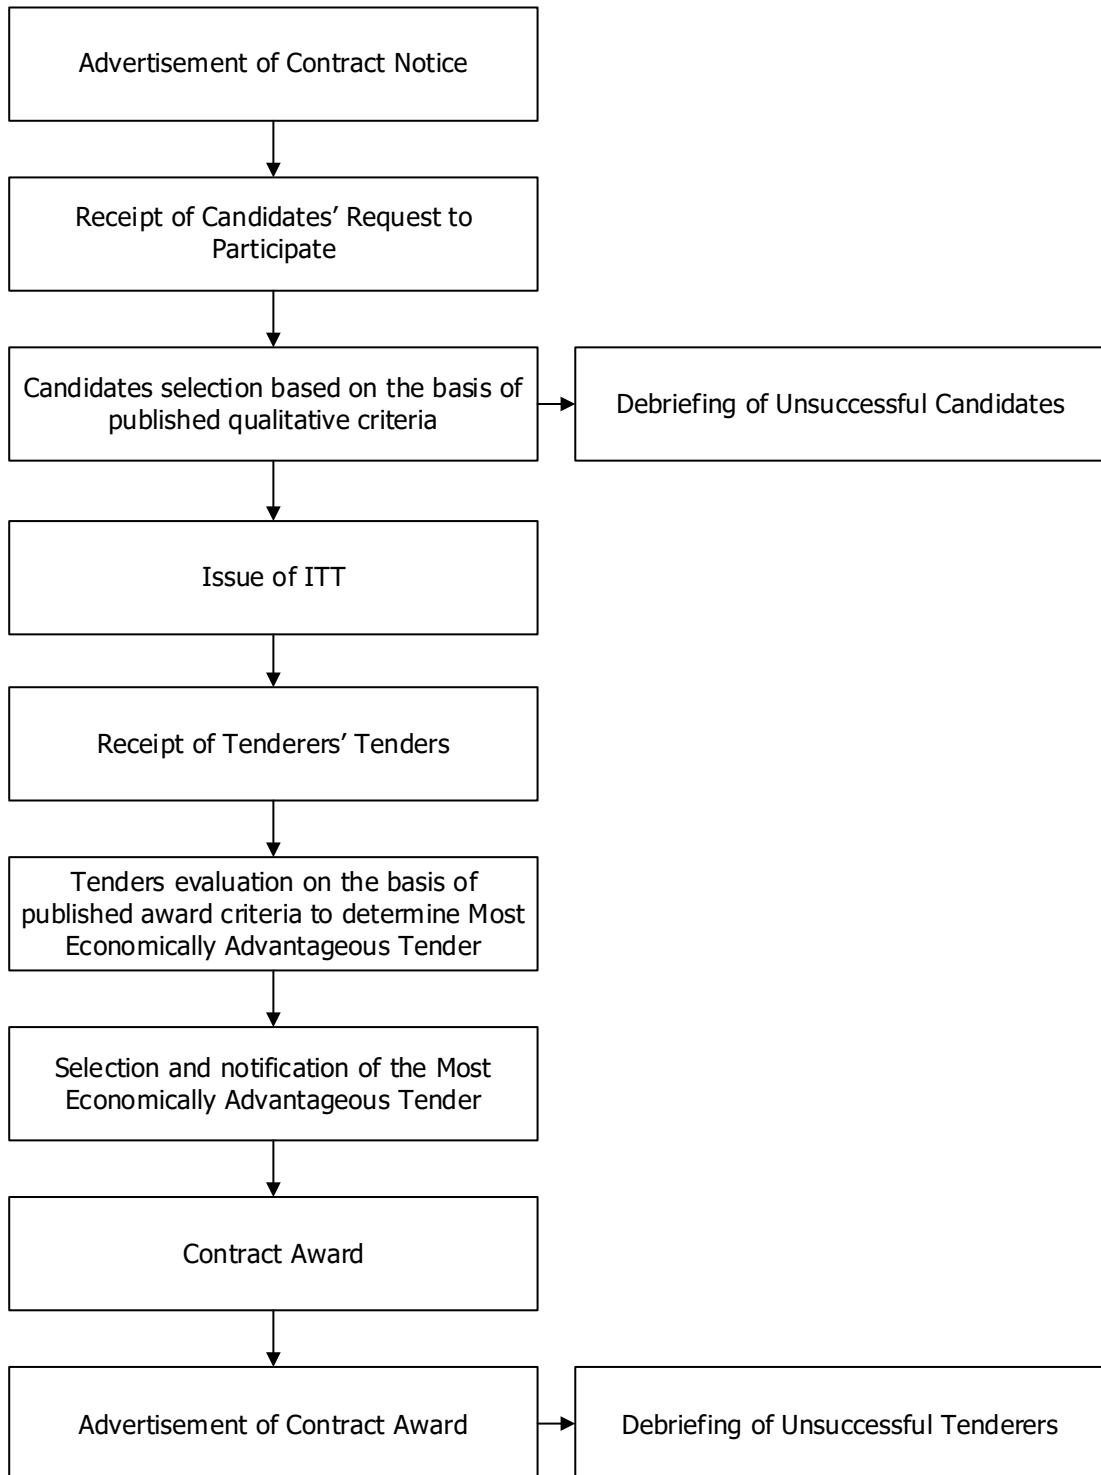 Advertisement of Contract Notice
Receipt of Candidates’ Request to
Participate
Candidates selection based on the basis of
published qualitative criteria
Debriefing of Unsuccessful Candidates
Issue of ITT
Receipt of Tenderers’ Tenders
Tenders evaluation on the basis of
published award criteria to determine Most
Economically Advantageous Tender
Selection and notification of the Most
Economically Advantageous Tender
Contract Award
Advertisement of Contract Award
Debriefing of Unsuccessful Tenderers